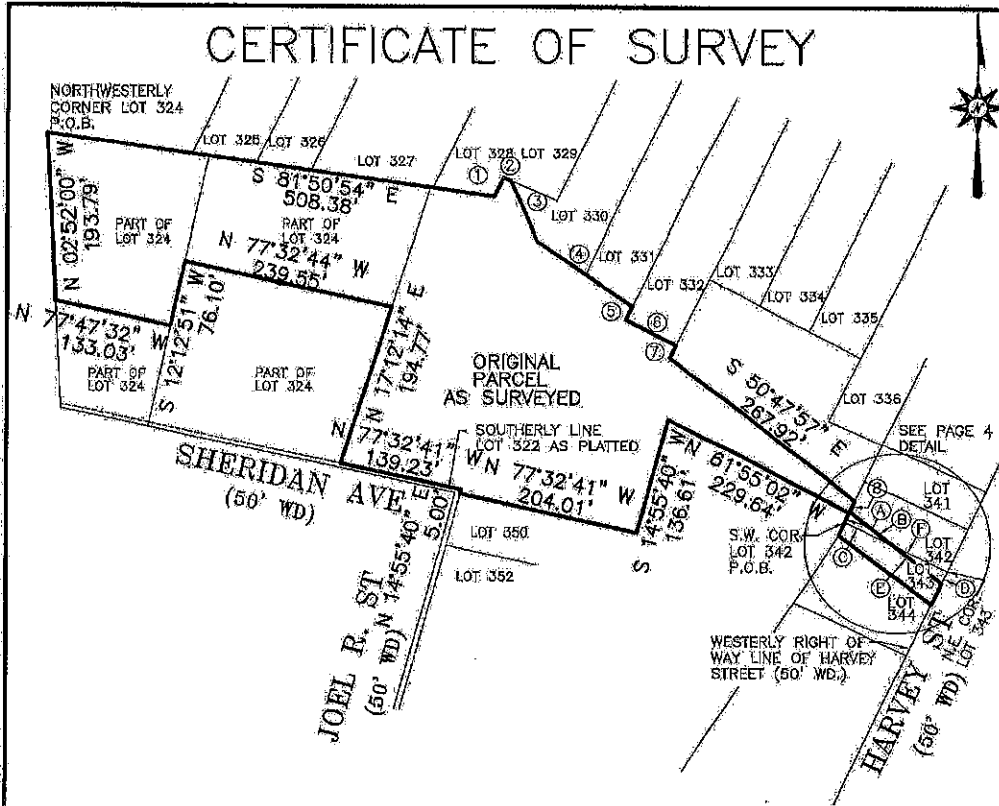 CERTIFICATE OF SURVEY
NORTHWESTERLY
CORNER LOT 324
P.O.B.
N
LOT 325
LOT 326
LOT 327
LOT 328
LOT 329
①
②
③
S 81°50'54" E
508.38'
LOT 330
N 02°52'00" W
193.79'
PART OF
LOT 324
PART OF
LOT 324
N 77°32'44" W
239.55'
④
LOT 331
LOT 332
LOT 333
LOT 334
LOT 335
⑤
⑥
⑦
N 77°47'32" W
133.03'
S 12°12'51" W
76.10'
PART OF
LOT 324
PART OF
LOT 324
N 17°12'14" E
194.77'
ORIGINAL
PARCEL
AS SURVEYED
S 50°47'57" E
267.92'
LOT 336
SEE PAGE 4
DETAIL
N 77°32'41" W
139.23'
SOUTHERLY LINE
LOT 322 AS PLATTED
N 77°32'41" W
204.01'
S 14°55'40" W
136.61'
N 61°55'02" W
229.64'
SHERIDAN AVE
(50' WD)
N 14°55'40" E
5.00'
LOT 350
LOT 352
JOEL R. ST
(50' WD)
S.W. COR.
LOT 342
P.O.B.
Ⓐ
Ⓑ
Ⓕ
LOT
341
LOT
342
LOT
343
LOT
344
Ⓒ
Ⓔ
Ⓓ
N.E. COR.
LOT 343
WESTERLY RIGHT OF
WAY LINE OF HARVEY
STREET (50' WD.)
HARVEY ST
(50' WD)